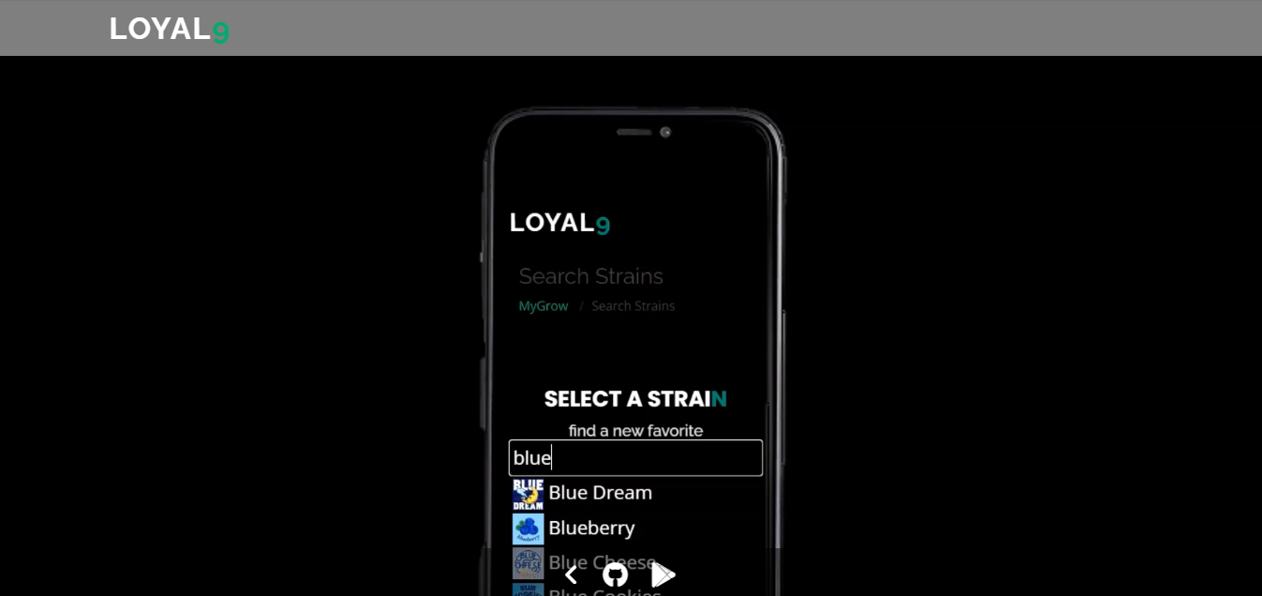 LOYAL9
LOYAL9
Search Strains
MyGrow / Search Strains
SELECT A STRAIN
find a new favorite
blue
BLUE DREAM
Blue Dream
blueberry
Blueberry
BLUE CHEESE
Blue Cheese
Blue Cookies